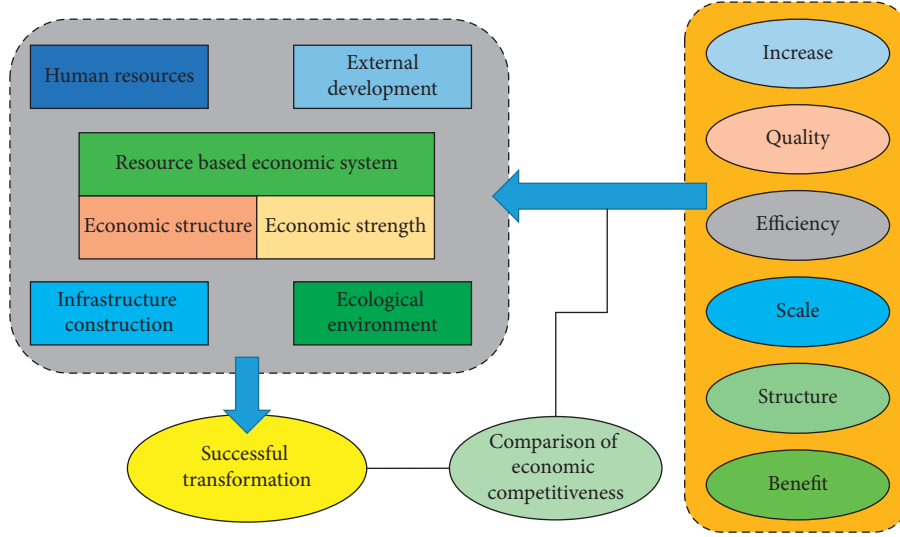 Human resources
External
development
Resource based economic system
Economic structure
Economic strength
Infrastructure
construction
Ecological
environment
Successful
transformation
Comparison of
economic
competitiveness
Increase
Quality
Efficiency
Scale
Structure
Benefit